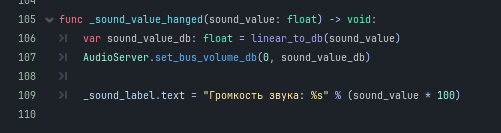 105 func _sound_value_hanged(sound_value: float) -> void:
106 var sound_value_db: float = linear_to_db(sound_value)
107 AudioServer.set_bus_volume_db(0, sound_value_db)
108
109 _sound_label.text = "Громкость звука: %s" % (sound_value * 100)
110